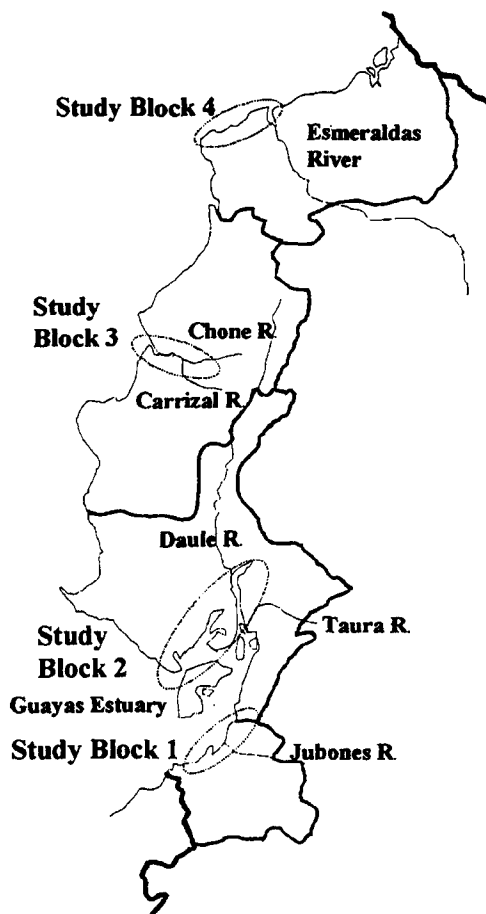 Study Block 4
Esmeraldas
River
Study
Block 3
Chone R.
Carrizal R.
Daule R.
Taura R.
Study
Block 2
Guayas Estuary
Study Block 1
Jubones R.